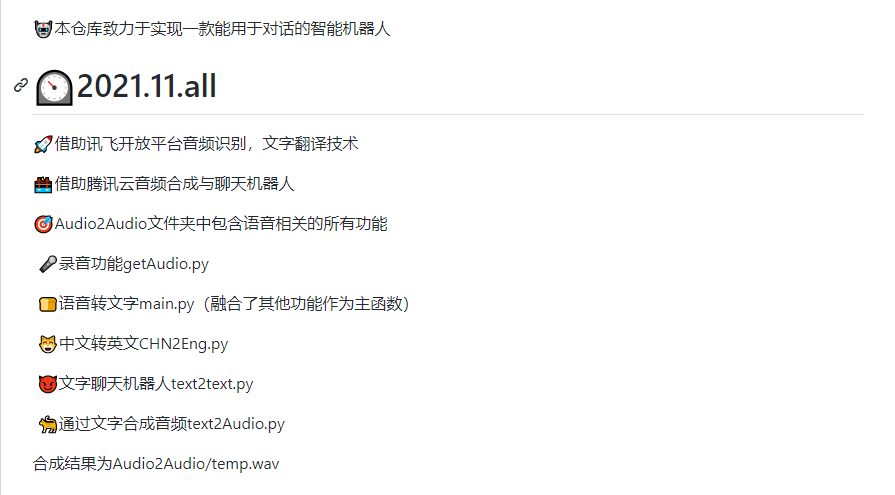 🤖本仓库致力于实现一款能用于对话的智能机器人
⏲2021.11.all
🚀借助讯飞开放平台音频识别，文字翻译技术
借助腾讯云音频合成与聊天机器人
🎯Audio2Audio文件夹中包含语音相关的所有功能
🎤录音功能getAudio.py
🍞语音转文字main.py（融合了其他功能作为主函数）
😸中文转英文CHN2Eng.py
😈文字聊天机器人text2text.py
🐈通过文字合成音频text2Audio.py
合成结果为Audio2Audio/temp.wav